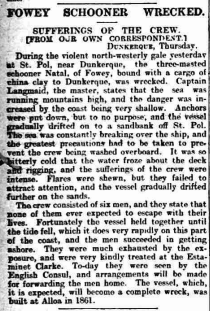 FOWEY SCHOONER WRECKED.
SUFFERINGS OF THE CREW.
[FROM OUR OWN CORRESPONDENT.]
DUNKERQUE, Thursday.
During the violent north-westerly gale yesterday
at St. Pol, near Dunkerque, the three-masted
schooner Natal, of Fowey, bound with a cargo of
china clay to Dunkerque, was wrecked. Captain
Langmaid, the master, states that the sea was
running mountains high, and the danger was in-
creased by the coast being very shallow. Anchors
were put down, but to no purpose, and the vessel
gradually drifted on to a sandbank off St. Pol.
The sea was constantly breaking over the ship, and
the greatest precautions had to be taken to pre-
vent the crew being washed overboard. It was so
bitterly cold that the water froze about the deck
and rigging, and the sufferings of the crew were
intense. Flares were shewn, but they failed to
attract attention, and the vessel gradually drifted
further on the sands.
The crew consisted of six men, and they state that
none of them ever expected to escape with their
lives. Fortunately the vessel held together until
the tide fell, which it does very rapidly on this part
of the coast, and the men succeeded in getting
ashore. They were much exhausted by the ex-
posure, and were very kindly treated at the Esta-
minet Clarke. To-day they were seen by the
English Consul, and arrangements will be made
for forwarding the men home. The vessel, which,
it is expected, will become a complete wreck, was
built at Alloa in 1861.